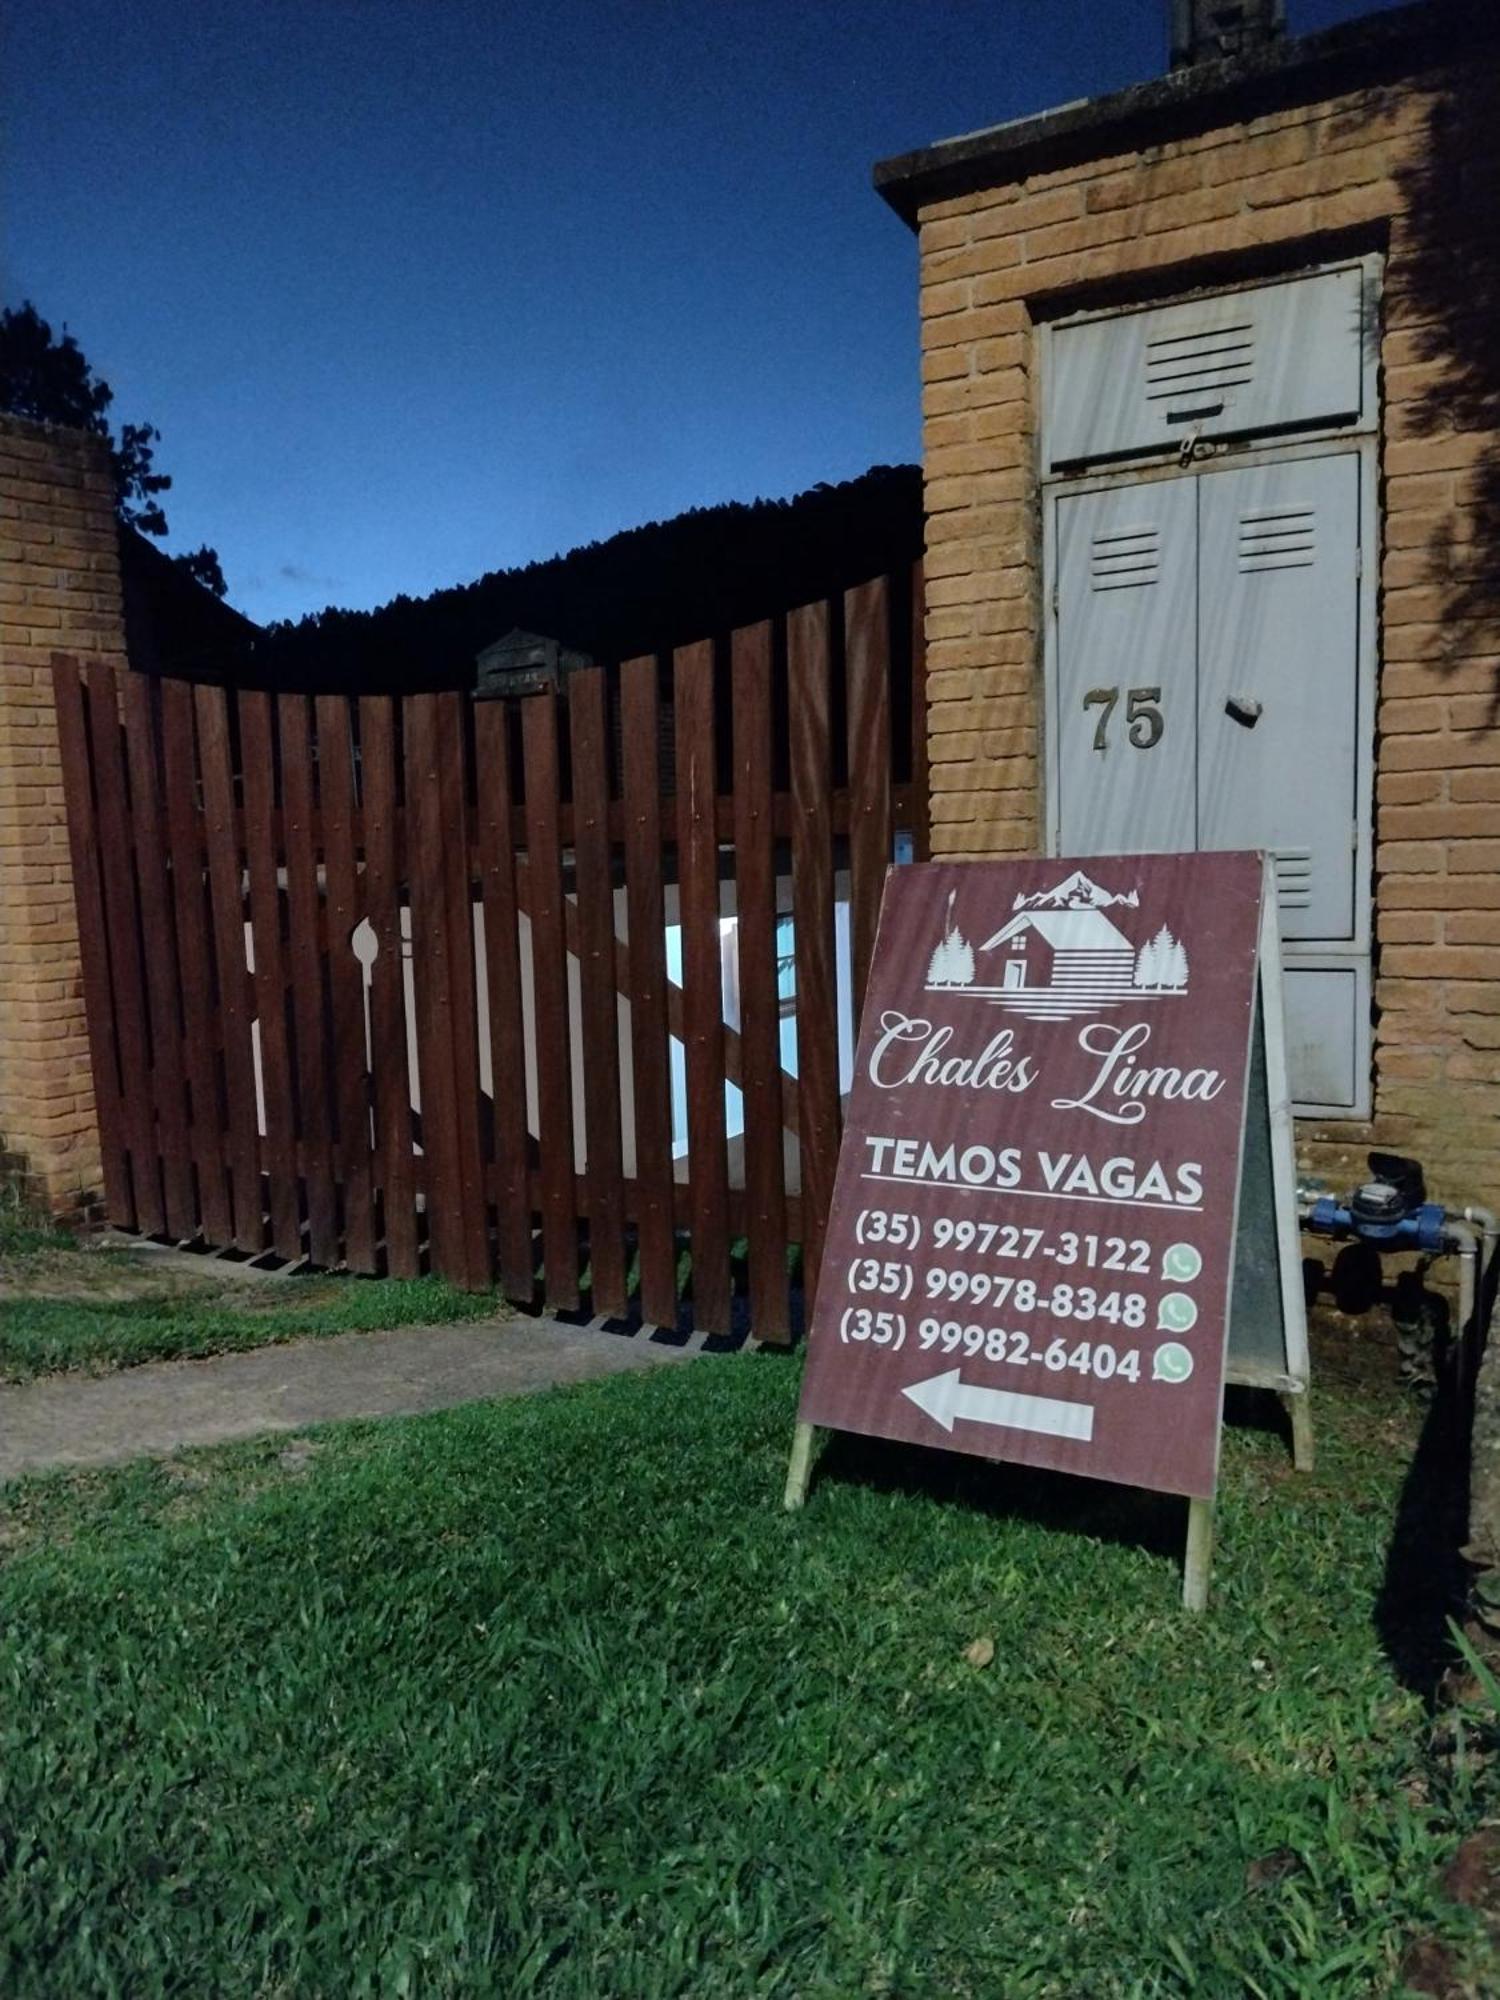 75
Chalés Lima
TEMOS VAGAS
(35) 99727-3122
(35) 99978-8348
(35) 99982-6404